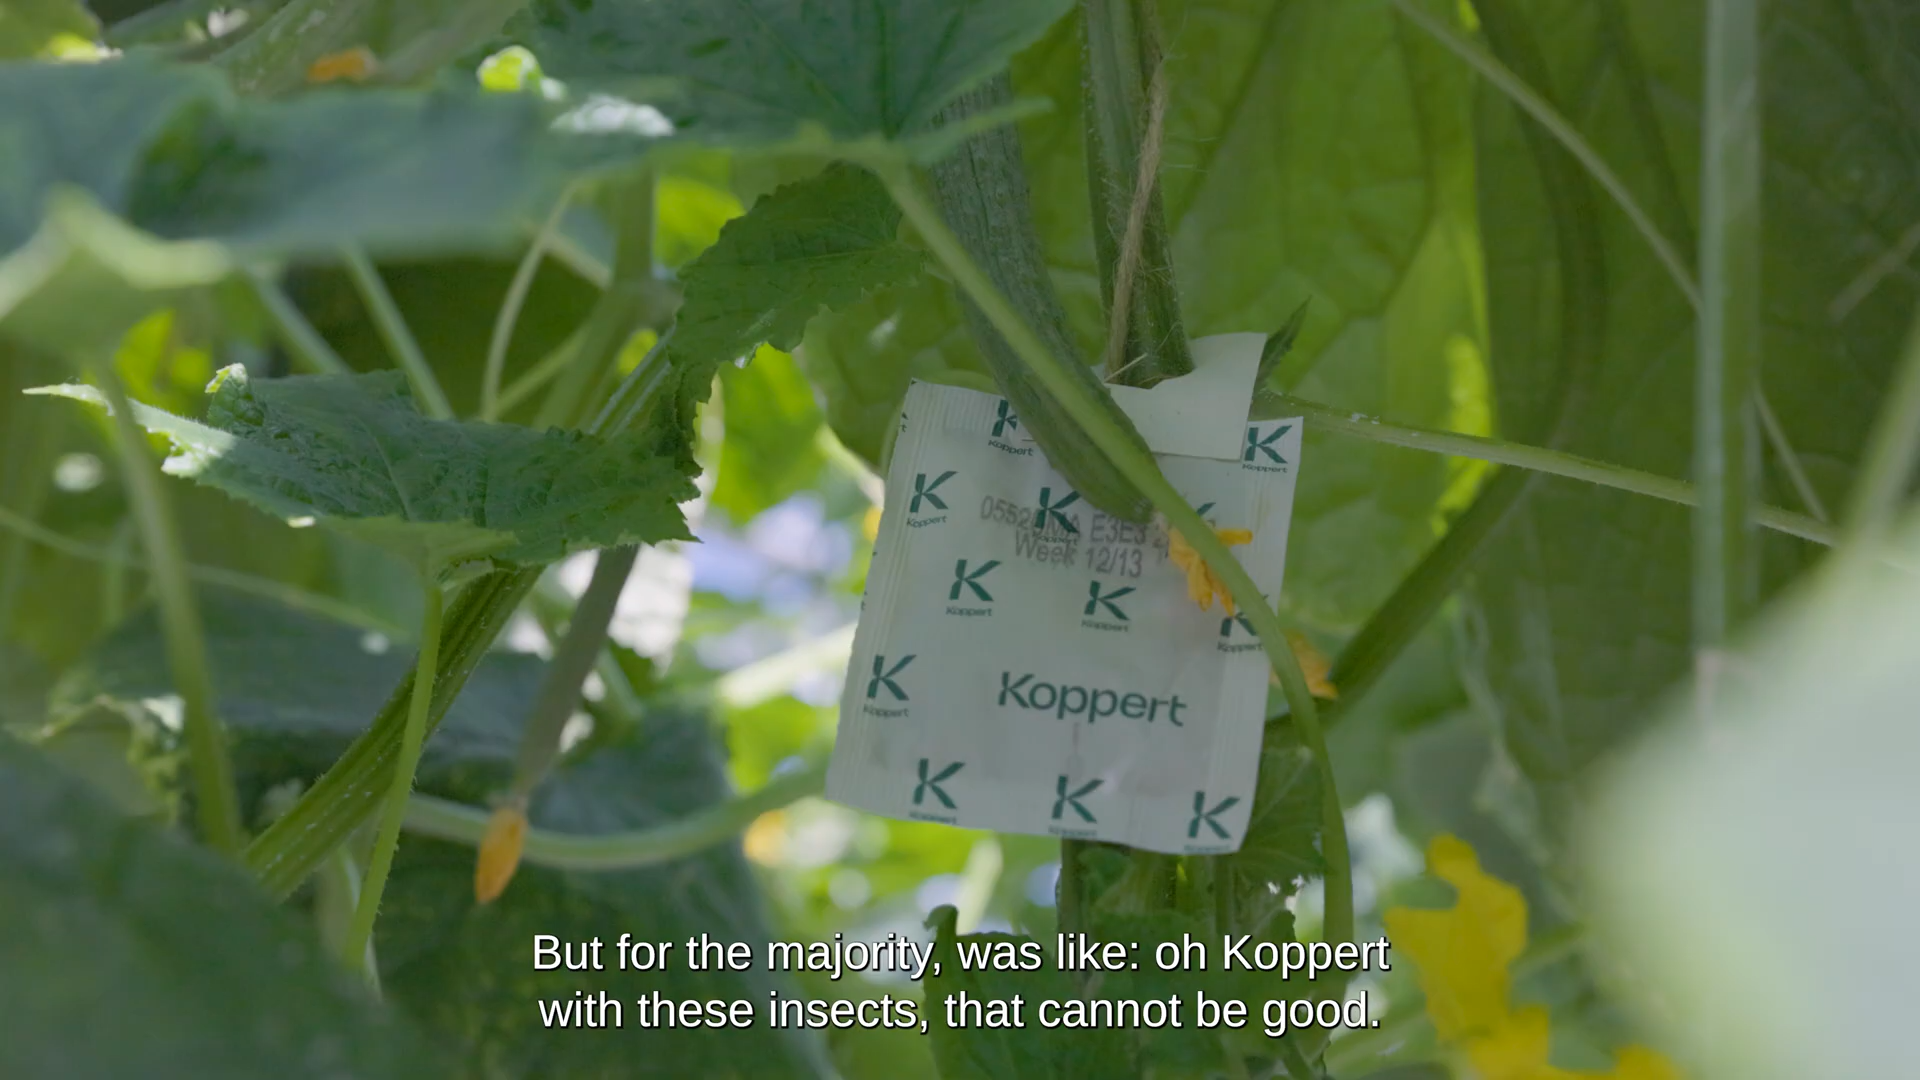 Koppert
Koppert
Koppert
Week 12/13
Koppert
Koppert
Koppert
Koppert
Koppert
But for the majority, was like: oh Koppert
with these insects, that cannot be good.